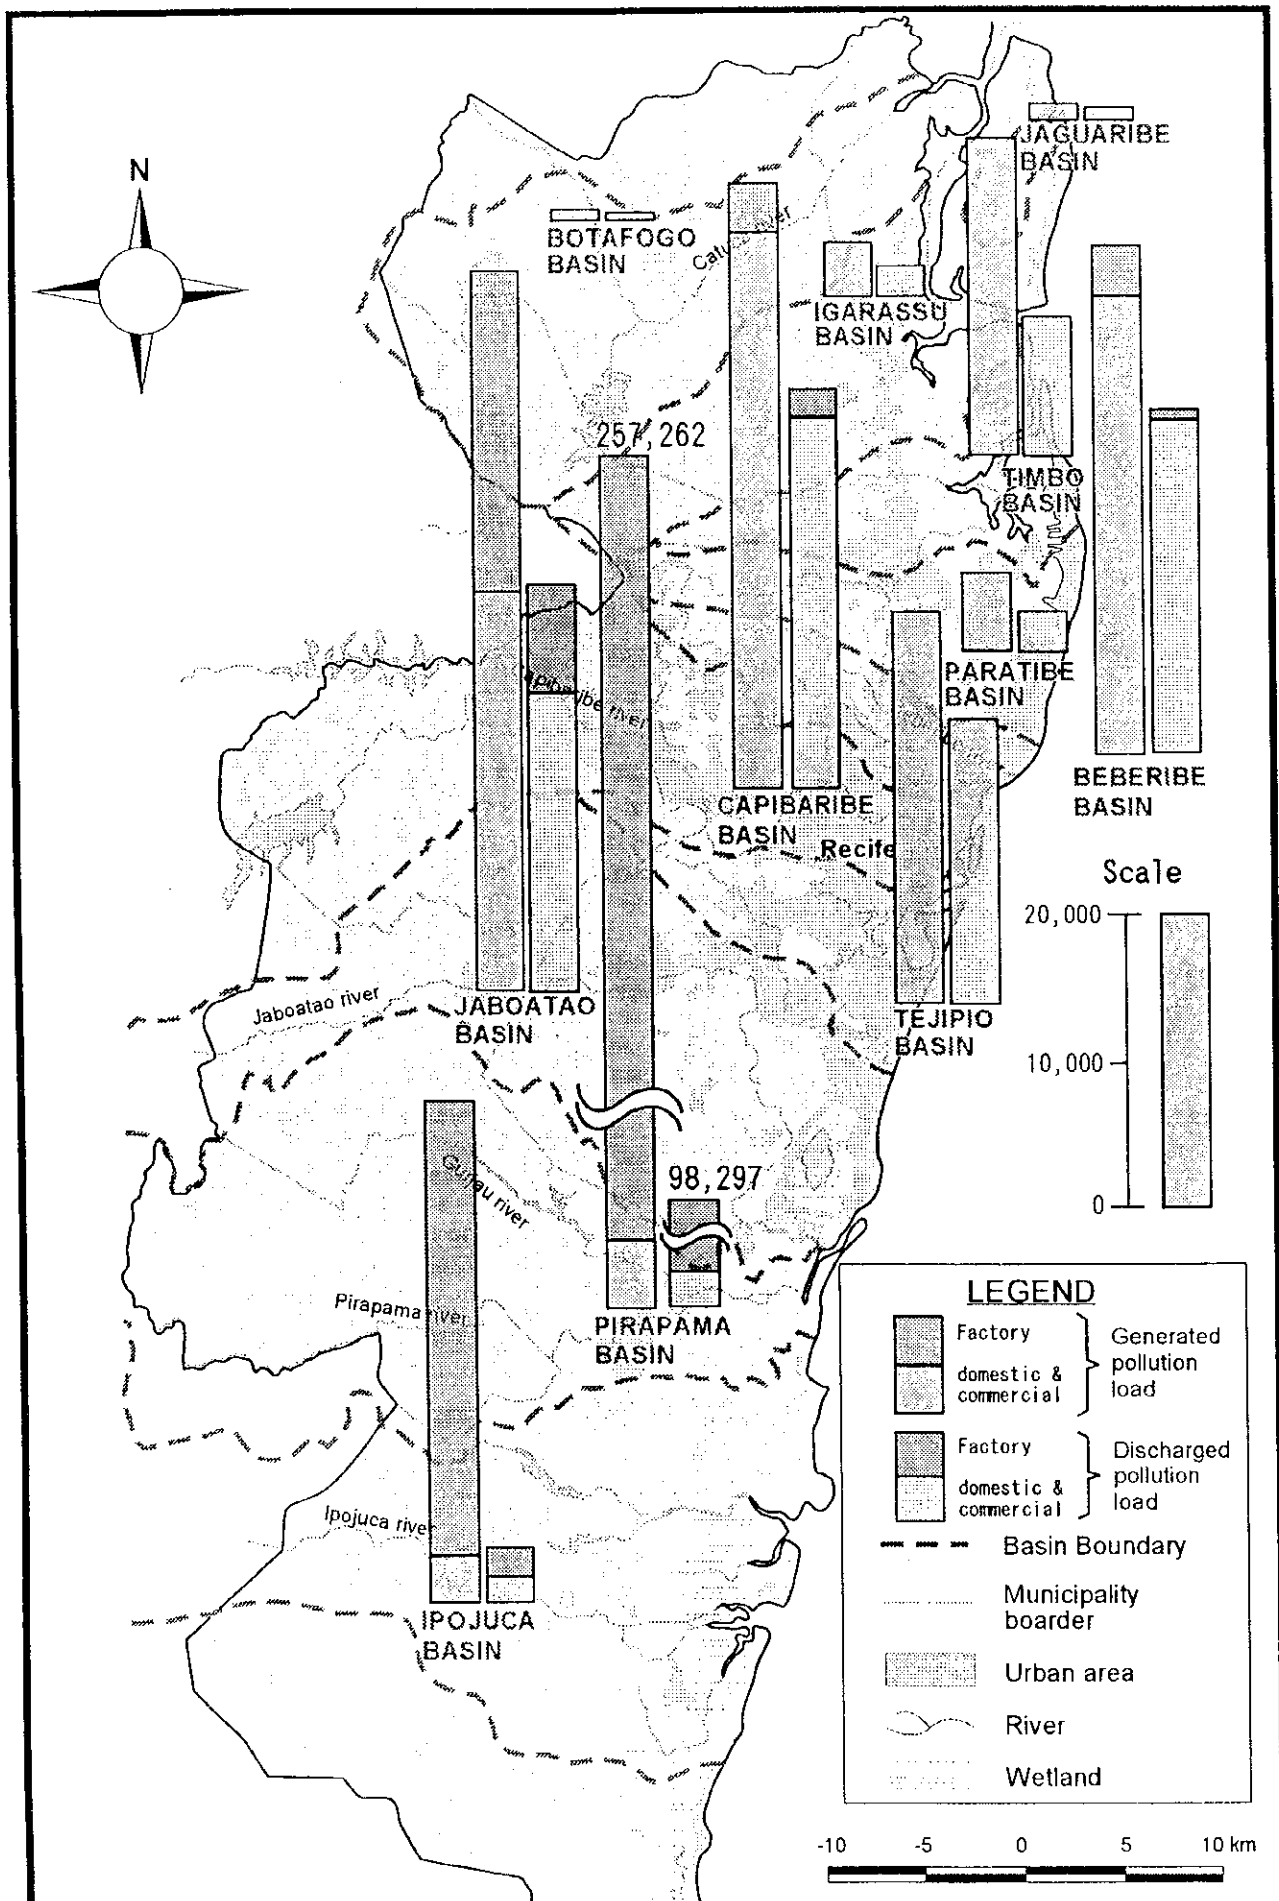 N
JAGUARIBE
BASIN
BOTAFOGO
BASIN
river
IGARASSU
BASIN
257,262
TIMBO
BASIN
PARATIBE
BASIN
river
BEBERIBE
BASIN
CAPIBARIBE
BASIN
Recife
Scale
20,000
10,000
0
Jaboatao river
JABOATAO
BASIN
TEJIPIO
BASIN
river
98,297
Pirapama river
PIRAPAMA
BASIN
Ipojuca river
IPOJUCA
BASIN
LEGEND
Factory
domestic &
commercial
Generated
pollution
load
Factory
domestic &
commercial
Discharged
pollution
load
Basin Boundary
Municipality
boarder
Urban area
River
Wetland
-10 -5 0 5 10 km